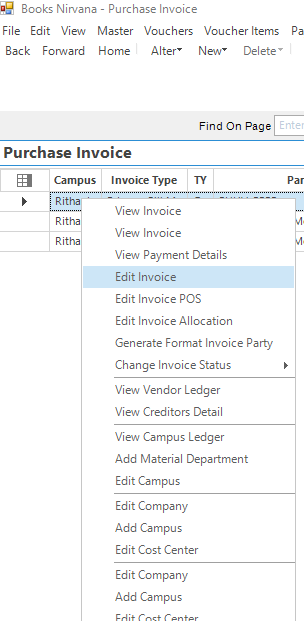 Books Nirvana - Purchase Invoice
File Edit View Master Vouchers Voucher Items Pa
Back Forward Home Alter New Delete
Find On Page Enter
Purchase Invoice
Campus Invoice Type TY Par
Ritha
Ritha
Ritha
View Invoice
View Invoice
View Payment Details
Edit Invoice
Edit Invoice POS
Edit Invoice Allocation
Generate Format Invoice Party
Change Invoice Status
View Vendor Ledger
View Creditors Detail
View Campus Ledger
Add Material Department
Edit Campus
Edit Company
Add Campus
Edit Cost Center
Edit Company
Add Campus
Edit Cost Center